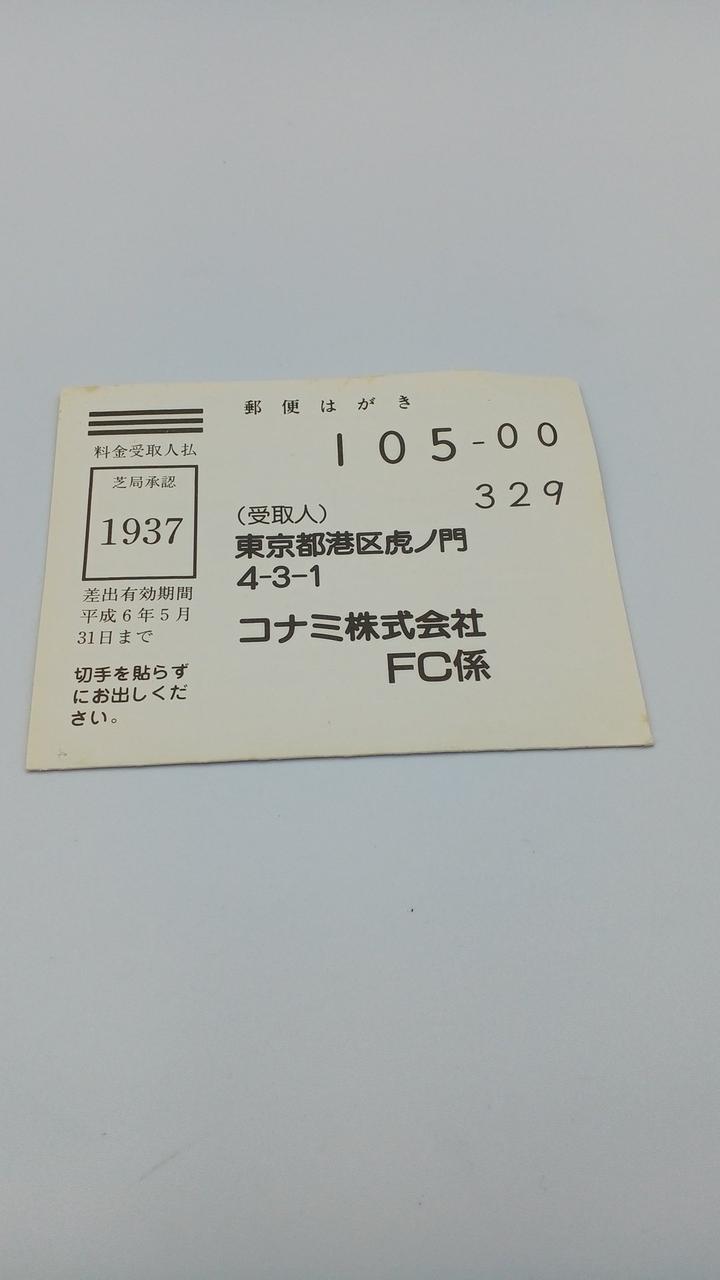 郵便はがき
105-00
329
料金受取人払
芝局承認
1937
差出有効期間
平成6年5月
31日まで
切手を貼らず
にお出しくだ
さい。
(受取人)
東京都港区虎ノ門
4-3-1
コナミ株式会社
FC係